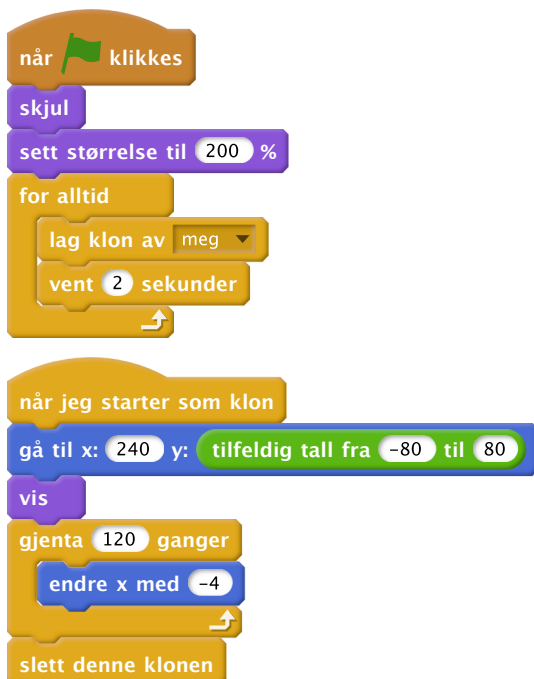 når klikkes
skjul
sett størrelse til 200 %
for alltid
lag klon av meg
vent 2 sekunder
når jeg starter som klon
gå til x: 240 y: tilfeldig tall fra -80 til 80
vis
gjenta 120 ganger
endre x med -4
slett denne klonen